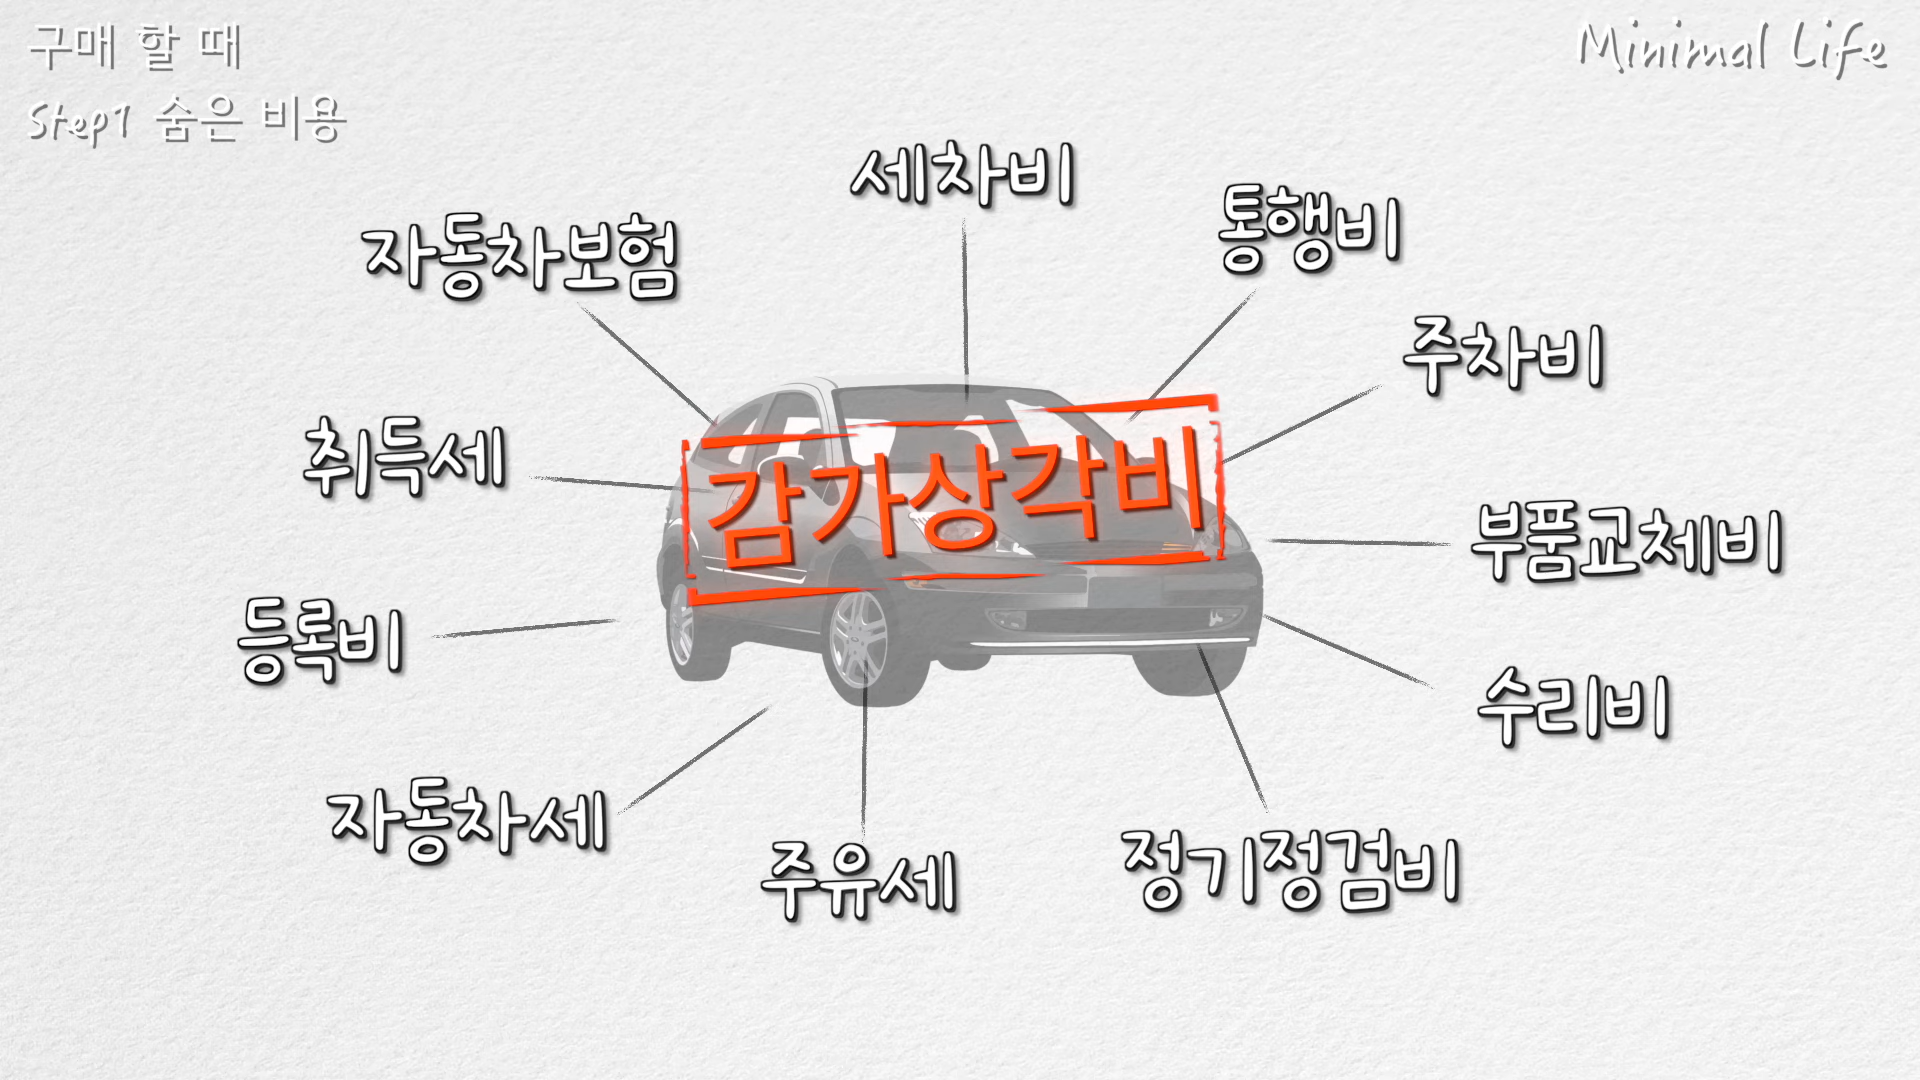 구매 할 때
Minimal Life
Step1 숨은 비용
세차비
통행비
자동차보험
주차비
취득세
감가상각비
부품교체비
등록비
수리비
자동차세
주유세
정기정검비